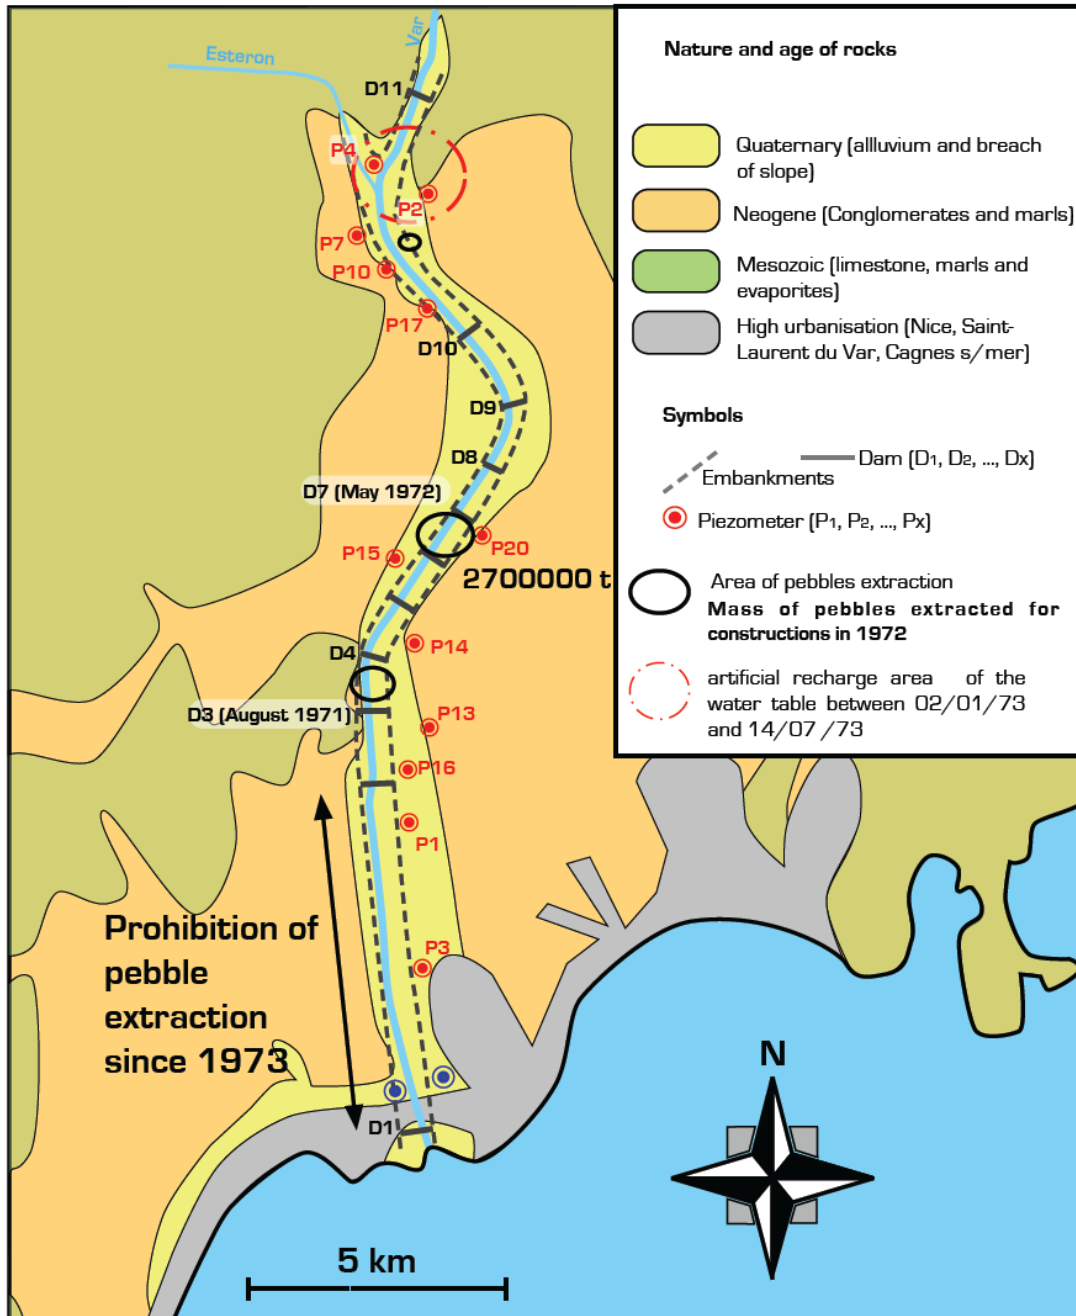 Var
Esteron
D11
P4
P2
P7
P10
P17
D10
D9
D8
D7 (May 1972)
P15
P20
2700000 t
D4
P14
D3 (August 1971)
P13
P16
P1
Prohibition of
pebble
extraction
since 1973
P3
D1
5 km
N
Nature and age of rocks
Quaternary (allluvium and breach
of slope)
Neogene (Conglomerates and marls)
Mesozoic (limestone, marls and
evaporites)
High urbanisation (Nice, Saint-
Laurent du Var, Cagnes s/mer)
Symbols
Dam (D1, D2, ..., Dx)
Embankments
Piezometer (P1, P2, ..., Px)
Area of pebbles extraction
Mass of pebbles extracted for
constructions in 1972
artificial recharge area of the
water table between 02/01/73
and 14/07/73